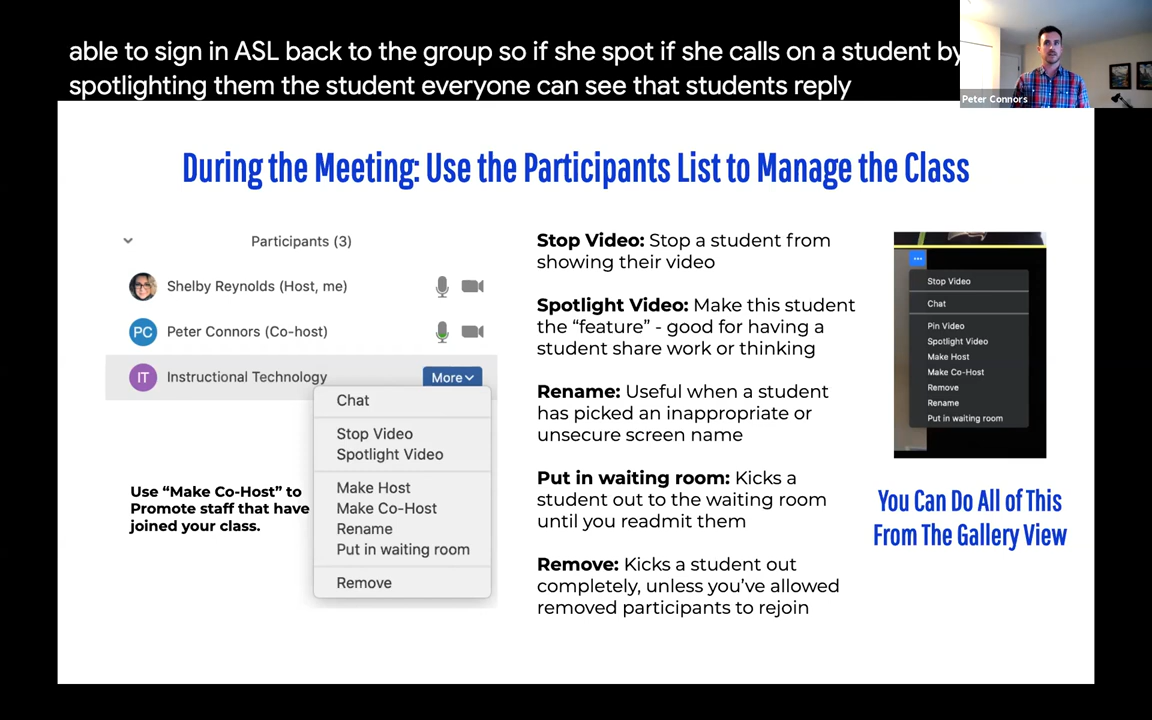 able to sign in ASL back to the group so if she spot if she calls on a student by
spotlighting them the student everyone can see that students reply
Peter Connors
During the Meeting: Use the Participants List to Manage the Class
Participants (3)
Shelby Reynolds (Host, me)
PC Peter Connors (Co-host)
IT Instructional Technology More
Chat
Stop Video
Spotlight Video
Make Host
Make Co-Host
Rename
Put in waiting room
Remove
Use “Make Co-Host” to
Promote staff that have
joined your class.
Stop Video: Stop a student from
showing their video
Spotlight Video: Make this student
the “feature” - good for having a
student share work or thinking
Rename: Useful when a student
has picked an inappropriate or
unsecure screen name
Put in waiting room: Kicks a
student out to the waiting room
until you readmit them
Remove: Kicks a student out
completely, unless you’ve allowed
removed participants to rejoin
...
Stop Video
Chat
Pin Video
Spotlight Video
Make Host
Make Co-Host
Remove
Rename
Put in waiting room
You Can Do All of This
From The Gallery View